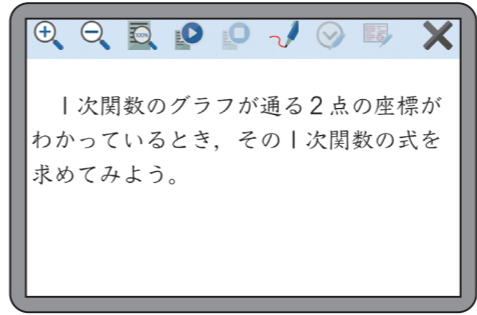 100%
1次関数のグラフが通る2点の座標が
わかっているとき,その1次関数の式を
求めてみよう。